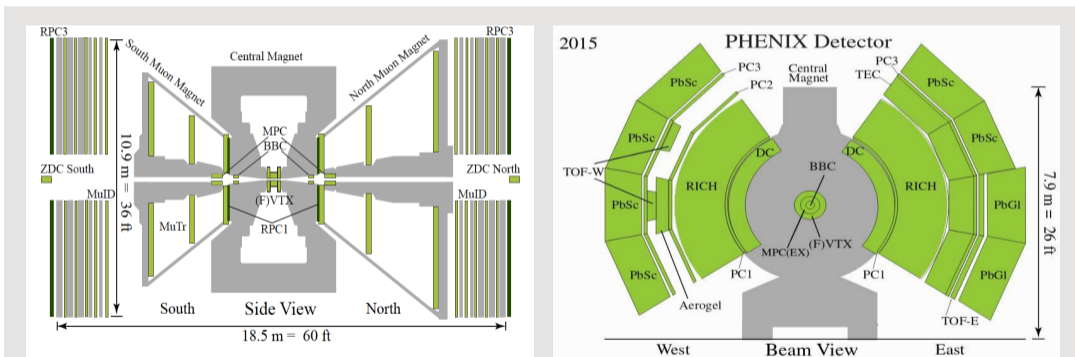 RPC3
South Muon Magnet
Central Magnet
North Muon Magnet
RPC3
MPC
BBC
10.9 m = 36 ft
ZDC South
ZDC North
MuID
MuID
(F)VTX
MuTr
RPC1
South
Side View
North
18.5 m = 60 ft
2015
PHENIX Detector
PC3
Central
Magnet
PC3
TEC
PbSc
PC2
PbSc
PbSc
DC
DC
PbSc
BBC
TOF-W
RICH
RICH
PbSc
PbGl
7.9 m = 26 ft
(F)VTX
MPC(EX)
PbSc
PC1
PC1
PbGl
Aerogel
TOF-E
West
Beam View
East